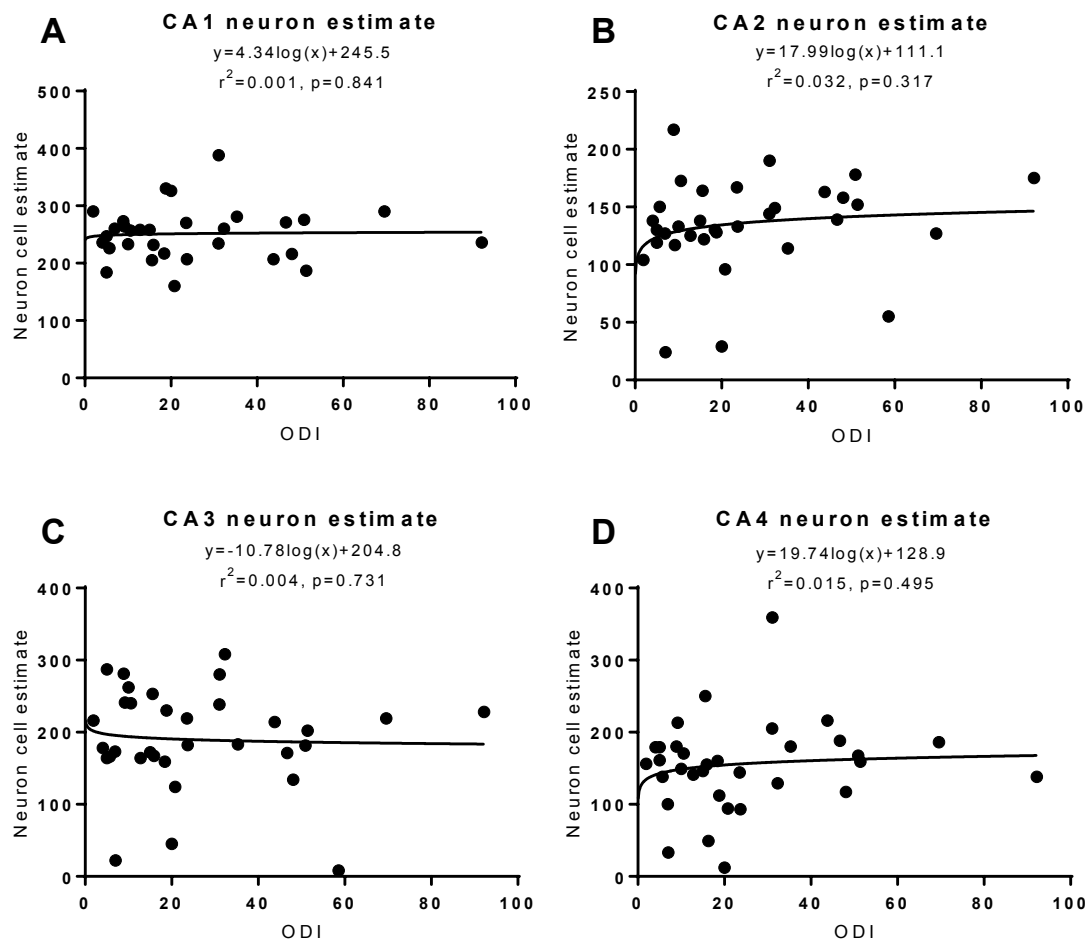 A
CA1 neuron estimate
y=4.34log(x)+245.5
r²=0.001, p=0.841
Neuron cell estimate
500
400
300
200
100
0
0 20 40 60 80 100
ODI
B
CA2 neuron estimate
y=17.99log(x)+111.1
r²=0.032, p=0.317
Neuron cell estimate
250
200
150
100
50
0
0 20 40 60 80 100
ODI
C
CA3 neuron estimate
y=-10.78log(x)+204.8
r²=0.004, p=0.731
Neuron cell estimate
400
300
200
100
0
0 20 40 60 80 100
ODI
D
CA4 neuron estimate
y=19.74log(x)+128.9
r²=0.015, p=0.495
Neuron cell estimate
400
300
200
100
0
0 20 40 60 80 100
ODI